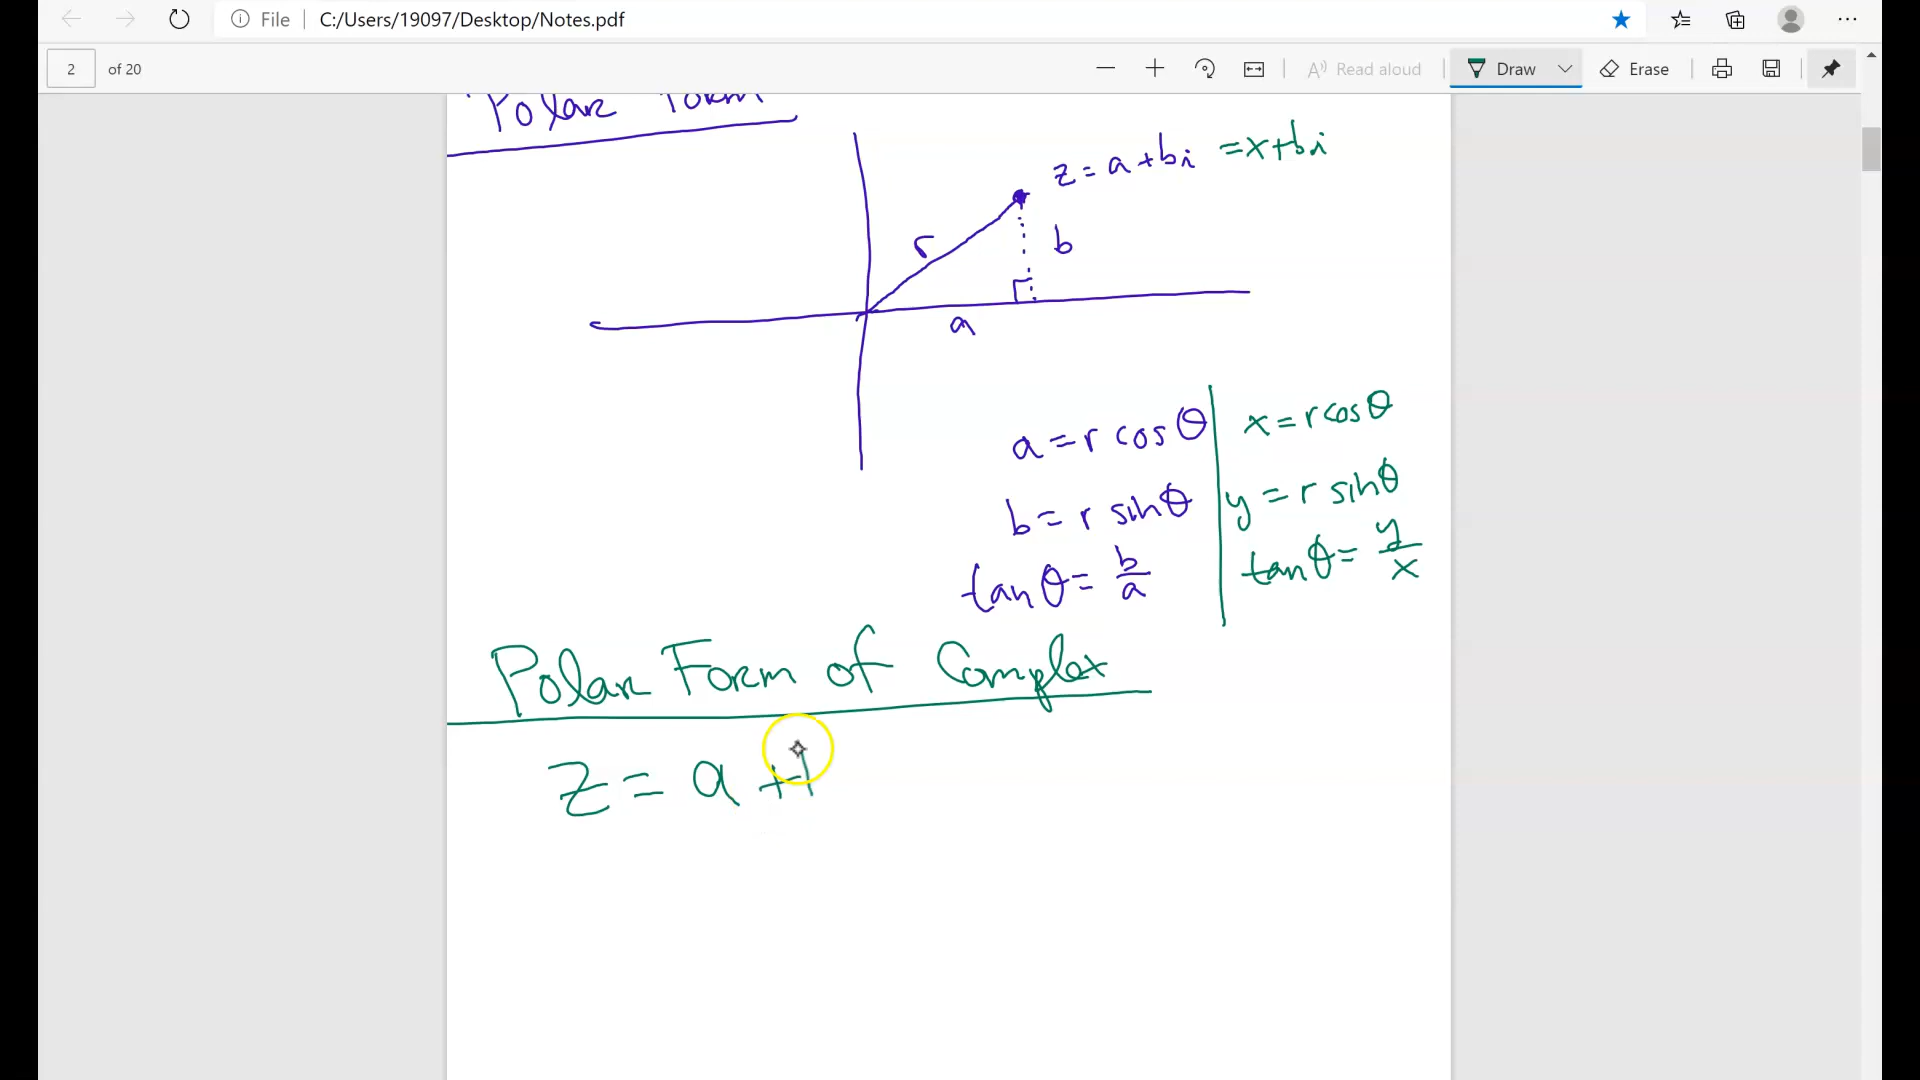 File C:/Users/19097/Desktop/Notes.pdf
2 of 20
Read aloud
Draw
Erase
Polar Form
z = a + bi = x + bi
r
b
a
a = r cos θ
x = r cos θ
b = r sin θ
y = r sin θ
tan θ = b/a
tan θ = y/x
Polar Form of Complex
z = a +